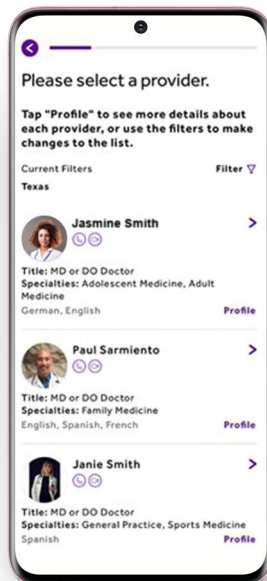 Please select a provider.
Tap "Profile" to see more details about
each provider, or use the filters to make
changes to the list.
Current Filters
Filter
Texas
Jasmine Smith
Title: MD or DO Doctor
Specialties: Adolescent Medicine, Adult
Medicine
German, English
Profile
Paul Sarmiento
Title: MD or DO Doctor
Specialties: Family Medicine
English, Spanish, French
Profile
Janie Smith
Title: MD or DO Doctor
Specialties: General Practice, Sports Medicine
Spanish
Profile